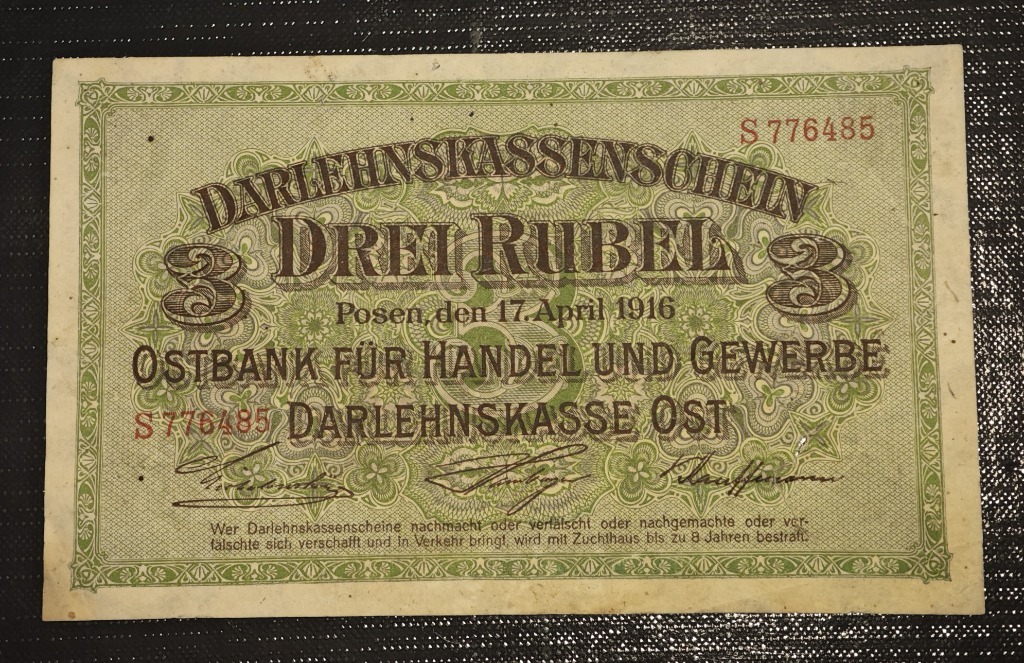 S 776485
DARLEHNSKASSENSCHEIN
3 DREI RUBEL 3
Posen, den 17. April 1916
OSTBANK FÜR HANDEL UND GEWERBE
S 776485 DARLEHNSKASSE OST
Kauffmann
Wer Darlehnskassenscheine nachmacht oder verfälscht oder nachgemachte oder ver-
fälschte sich verschafft und in Verkehr bringt, wird mit Zuchthaus bis zu 8 Jahren bestraft.